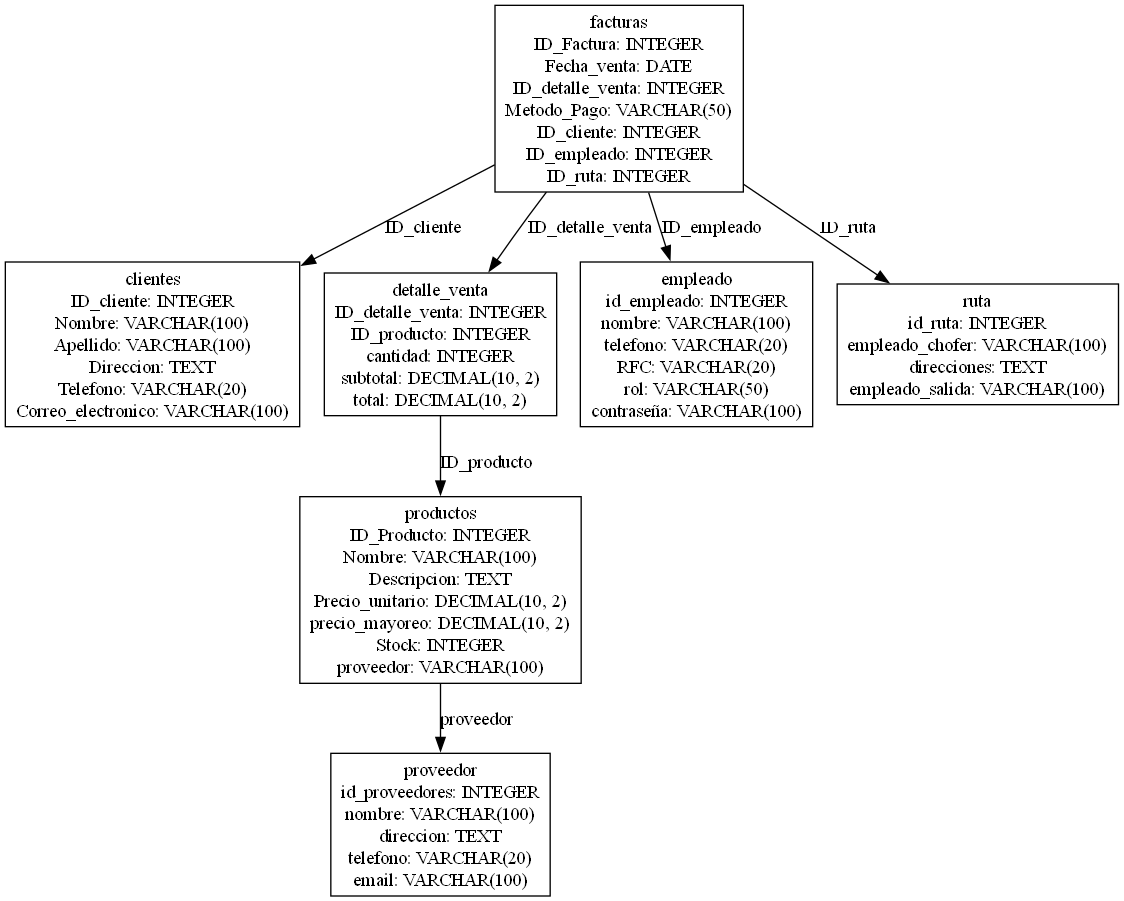 facturas
ID_Factura: INTEGER
Fecha_venta: DATE
ID_detalle_venta: INTEGER
Metodo_Pago: VARCHAR(50)
ID_cliente: INTEGER
ID_empleado: INTEGER
ID_ruta: INTEGER
ID_cliente
ID_detalle_venta
ID_empleado
ID_ruta
clientes
ID_cliente: INTEGER
Nombre: VARCHAR(100)
Apellido: VARCHAR(100)
Direccion: TEXT
Telefono: VARCHAR(20)
Correo_electronico: VARCHAR(100)
detalle_venta
ID_detalle_venta: INTEGER
ID_producto: INTEGER
cantidad: INTEGER
subtotal: DECIMAL(10, 2)
total: DECIMAL(10, 2)
empleado
id_empleado: INTEGER
nombre: VARCHAR(100)
telefono: VARCHAR(20)
RFC: VARCHAR(20)
rol: VARCHAR(50)
contraseña: VARCHAR(100)
ruta
id_ruta: INTEGER
empleado_chofer: VARCHAR(100)
direcciones: TEXT
empleado_salida: VARCHAR(100)
ID_producto
productos
ID_Producto: INTEGER
Nombre: VARCHAR(100)
Descripcion: TEXT
Precio_unitario: DECIMAL(10, 2)
precio_mayoreo: DECIMAL(10, 2)
Stock: INTEGER
proveedor: VARCHAR(100)
proveedor
proveedor
id_proveedores: INTEGER
nombre: VARCHAR(100)
direccion: TEXT
telefono: VARCHAR(20)
email: VARCHAR(100)